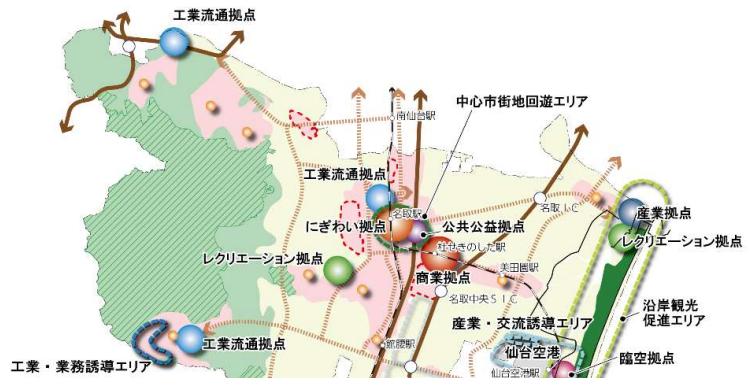 工業流通拠点
中心市街地回遊エリア
南仙台駅
工業流通拠点
名取駅
名取IC
産業拠点
にぎわい拠点
公共公益拠点
杜せきのした駅
レクリエーション拠点
レクリエーション拠点
美田園駅
商業拠点
名取中央SIC
沿岸観光
促進エリア
産業・交流誘導エリア
工業流通拠点
館腰駅
仙台空港
臨空拠点
工業・業務誘導エリア
仙台空港駅